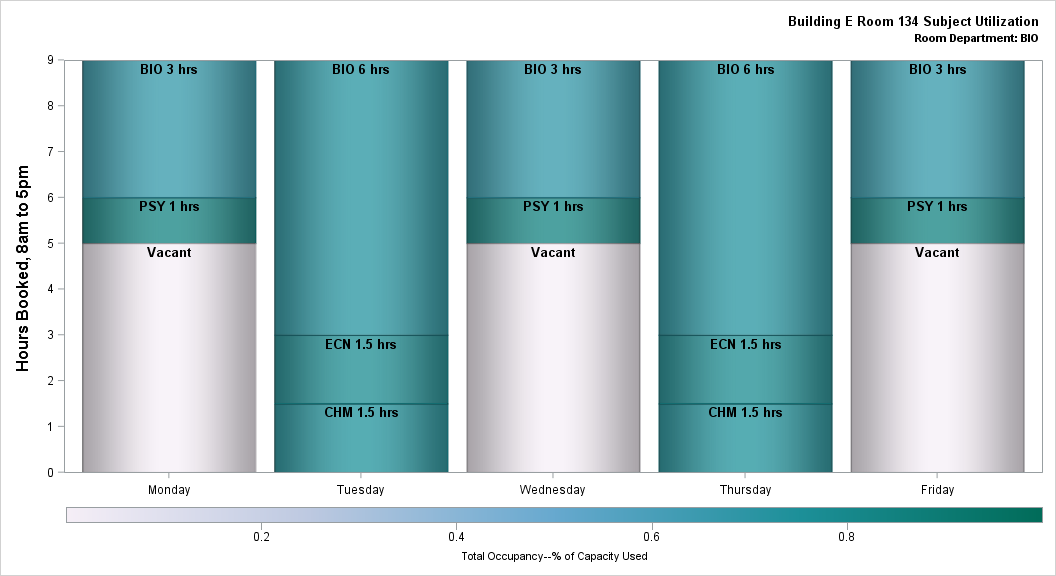 Building E Room 134 Subject Utilization
Room Department: BIO
Hours Booked, 8am to 5pm
9
8
7
6
5
4
3
2
1
0
BIO 3 hrs
PSY 1 hrs
Vacant
BIO 6 hrs
ECN 1.5 hrs
CHM 1.5 hrs
BIO 3 hrs
PSY 1 hrs
Vacant
BIO 6 hrs
ECN 1.5 hrs
CHM 1.5 hrs
BIO 3 hrs
PSY 1 hrs
Vacant
Monday Tuesday Wednesday Thursday Friday
0.2 0.4 0.6 0.8
Total Occupancy--% of Capacity Used